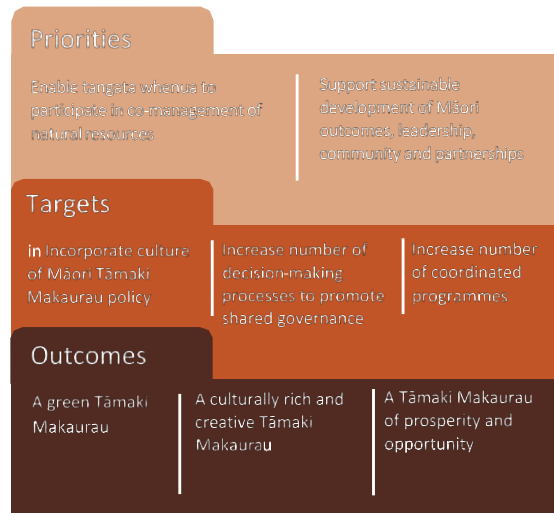 Priorities
Enable tangata whenua to
participate in co-management of
natural resources
Support sustainable
development of Māori
outcomes, leadership,
community and partnerships
Targets
in Incorporate culture
of Māori Tāmaki
Makaurau policy
Increase number of
decision-making
processes to promote
shared governance
Increase number
of coordinated
programmes
Outcomes
A green Tāmaki
Makaurau
A culturally rich and
creative Tāmaki
Makaurau
A Tāmaki Makaurau
of prosperity and
opportunity